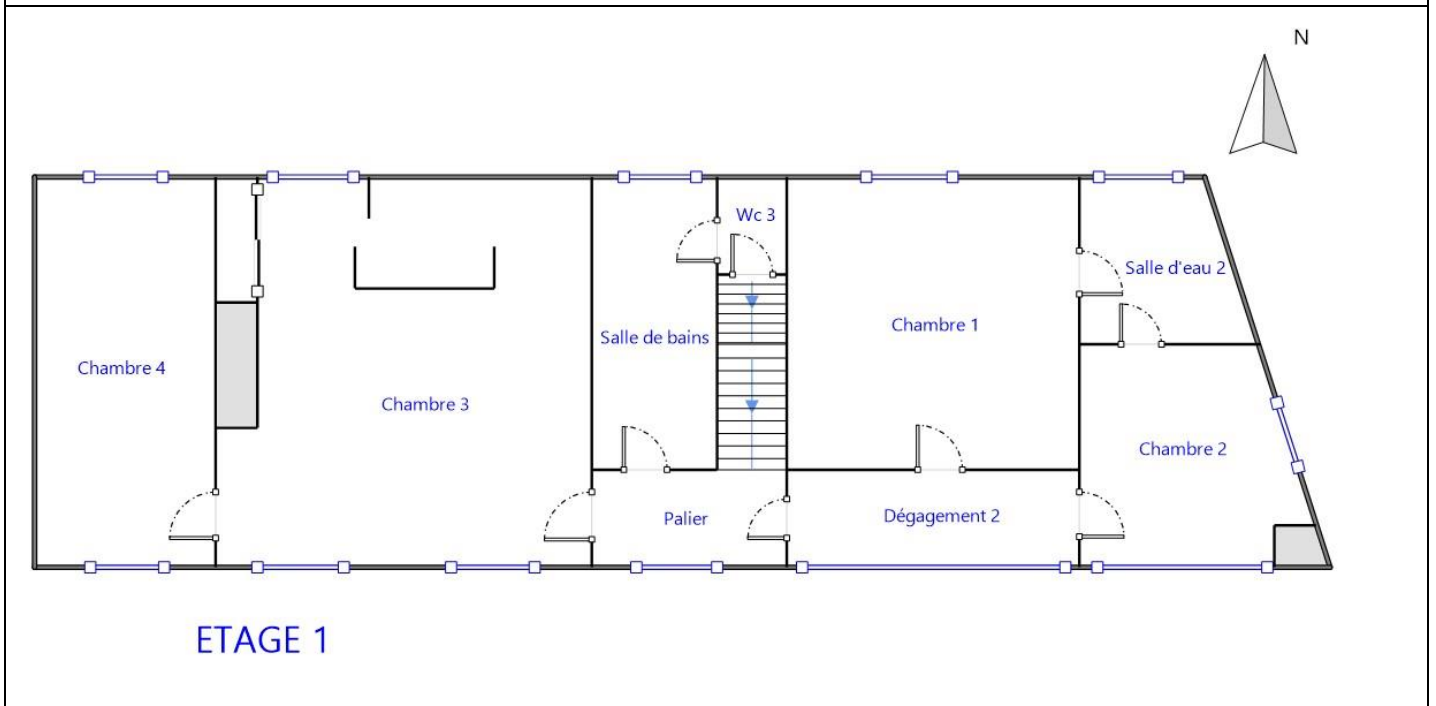 N
Wc 3
Salle d'eau 2
Chambre 1
Salle de bains
Chambre 4
Chambre 3
Chambre 2
Palier
Dégagement 2
ETAGE 1